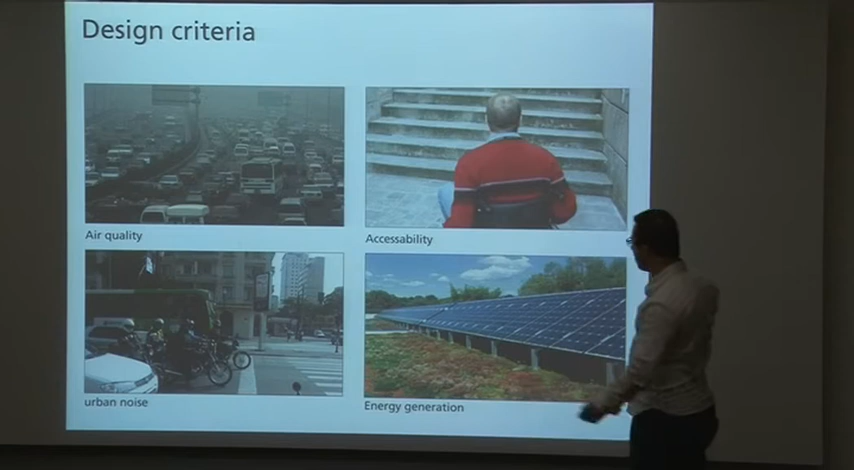 Design criteria
Air quality
Accessability
urban noise
Energy generation